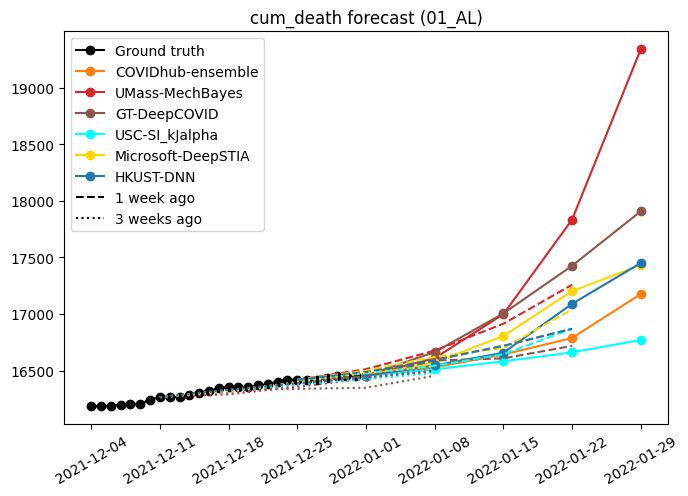 cum_death forecast (01_AL)
Ground truth
COVIDhub-ensemble
UMass-MechBayes
GT-DeepCOVID
USC-SI_kJalpha
Microsoft-DeepSTIA
HKUST-DNN
1 week ago
3 weeks ago
19000
18500
18000
17500
17000
16500
2021-12-04
2021-12-11
2021-12-18
2021-12-25
2022-01-01
2022-01-08
2022-01-15
2022-01-22
2022-01-29